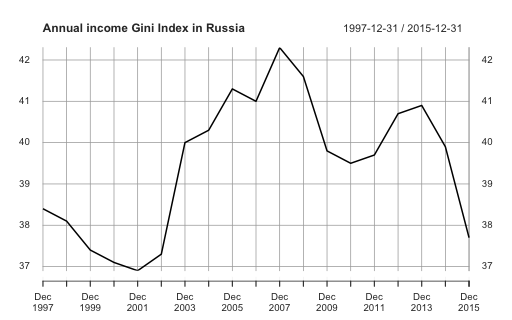 Annual income Gini Index in Russia 1997-12-31 / 2015-12-31
42 42
41 41
40 40
39 39
38 38
37 37
Dec Dec Dec Dec Dec Dec Dec Dec Dec Dec
1997 1999 2001 2003 2005 2007 2009 2011 2013 2015